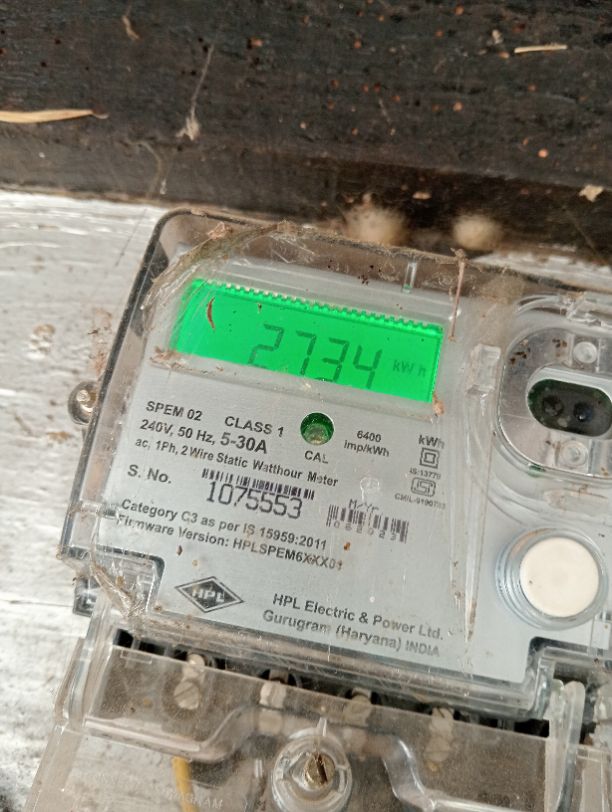 2734 kWh
SPEM 02 CLASS 1
240V, 50 Hz, 5-30A
ac, 1Ph, 2 Wire Static Watthour Meter
CAL
6400
imp/kWh
kWh
IS:13779
S. No.
1075553
M/Yr.
Category C3 as per IS 15959:2011
Firmware Version: HPLSPEM6XXX01
HPL
HPL Electric & Power Ltd.
Gurugram (Haryana) INDIA